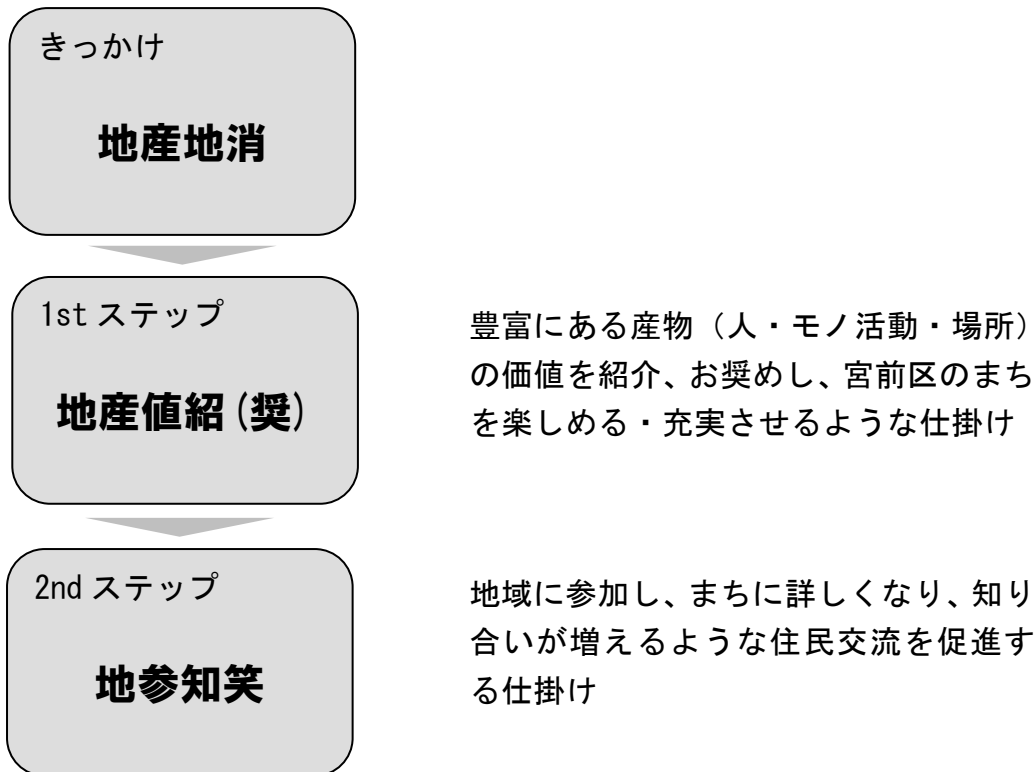 きっかけ
地産地消
1st ステップ
地産値紹(奨)
豊富にある産物（人・モノ活動・場所）
の価値を紹介、お奨めし、宮前区のまち
を楽しめる・充実させるような仕掛け
2nd ステップ
地参知笑
地域に参加し、まちに詳しくなり、知り
合いが増えるような住民交流を促進す
る仕掛け